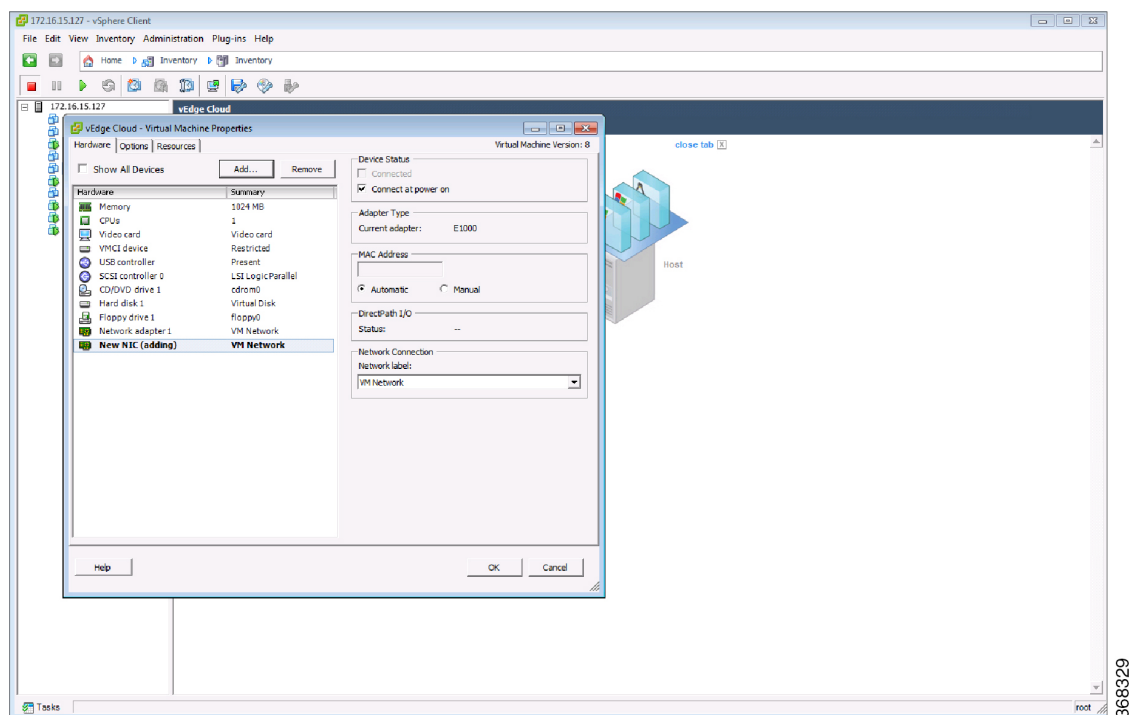 172.16.15.127 - vSphere Client
File Edit View Inventory Administration Plug-ins Help
Home Inventory Inventory
172.16.15.127
vEdge Cloud
vEdge Cloud - Virtual Machine Properties
Hardware Options Resources
Virtual Machine Version: 8
close tab X
Show All Devices
Add...
Remove
Hardware Summary
Memory 1024 MB
CPUs 1
Video card Video card
VMCI device Restricted
USB controller Present
SCSI controller 0 LSI Logic Parallel
CD/DVD drive 1 cdrom0
Hard disk 1 Virtual Disk
Floppy drive 1 floppy0
Network adapter 1 VM Network
New NIC (adding) VM Network
Device Status
Connected
Connect at power on
Adapter Type
Current adapter: E1000
MAC Address
Automatic Manual
DirectPath I/O
Status: --
Network Connection
Network label:
VM Network
Host
Help
OK
Cancel
Tasks
root
368329